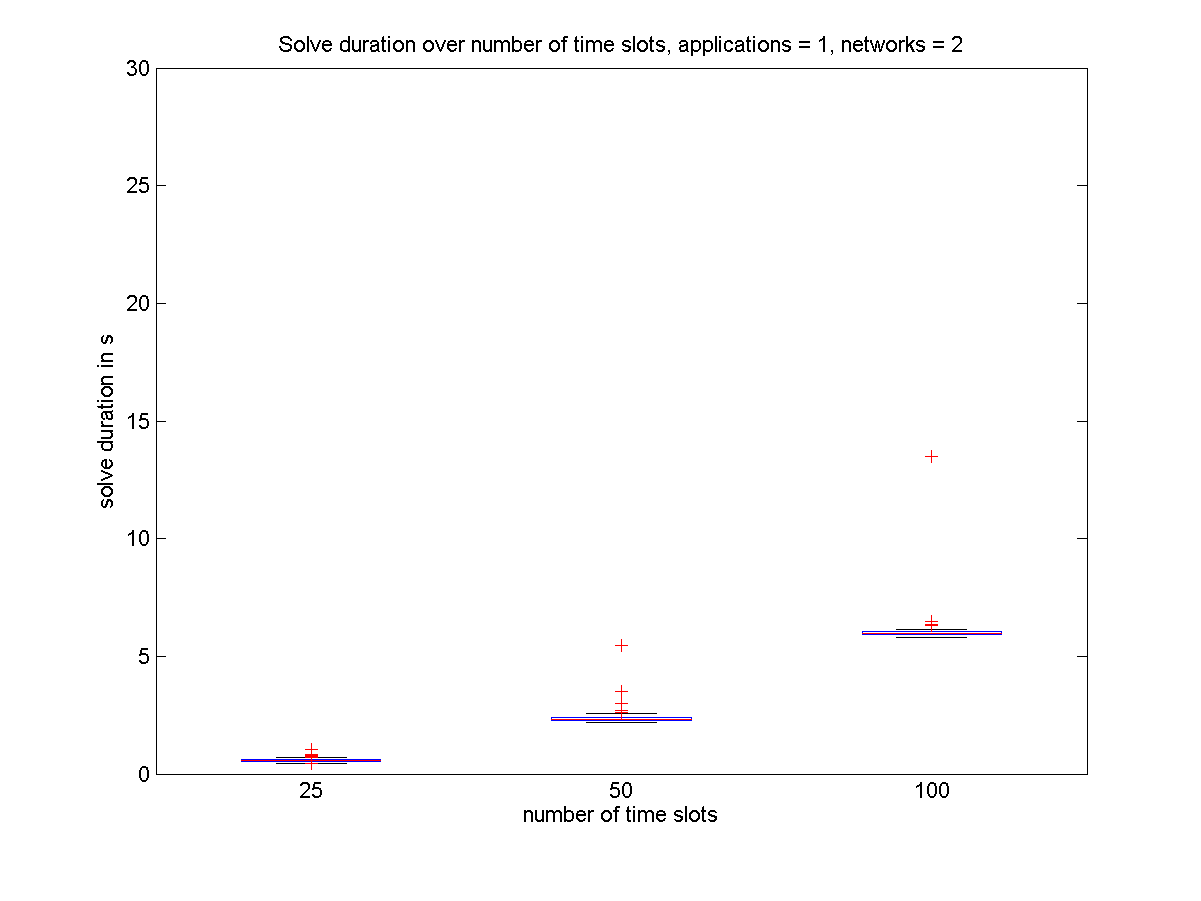 Solve duration over number of time slots, applications = 1, networks = 2
30
25
20
15
10
5
0
solve duration in s
25 50 100
number of time slots